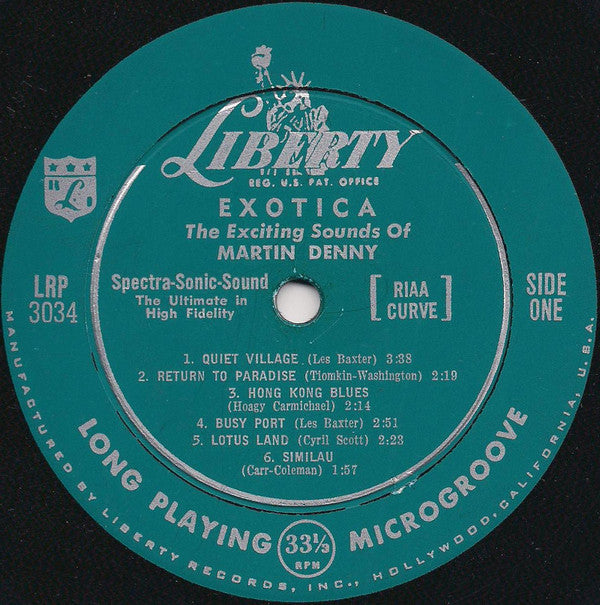 LIBERTY
REG. U.S. PAT. OFFICE
"L"
EXOTICA
The Exciting Sounds Of
MARTIN DENNY
LRP
3034
Spectra-Sonic-Sound
The Ultimate in
High Fidelity
[ RIAA
CURVE ]
SIDE
ONE
1. QUIET VILLAGE (Les Baxter) 3:38
2. RETURN TO PARADISE (Tiomkin-Washington) 2:19
3. HONG KONG BLUES
(Hoagy Carmichael) 2:14
4. BUSY PORT (Les Baxter) 2:51
5. LOTUS LAND (Cyril Scott) 2:23
6. SIMILAU
(Carr-Coleman) 1:57
LONG PLAYING 33⅓ RPM MICROGROOVE
MANUFACTURED BY LIBERTY RECORDS, INC., HOLLYWOOD, CALIFORNIA, U.S.A.